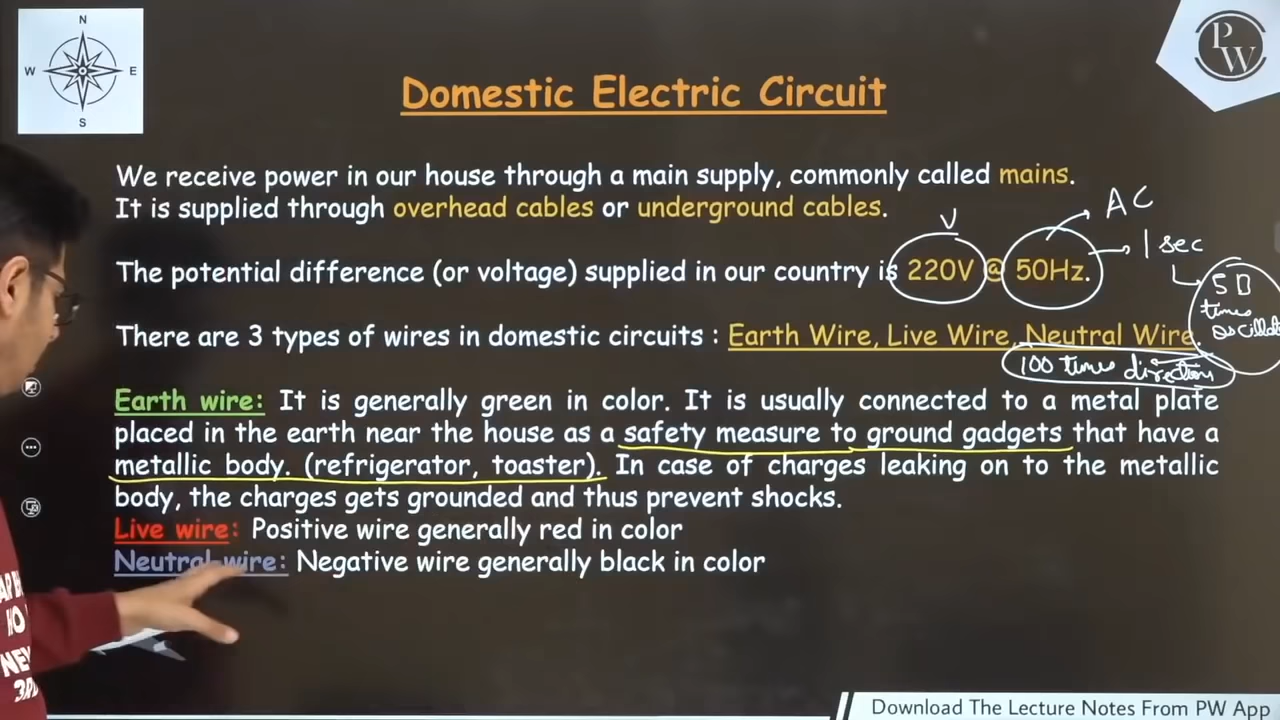 N
W E
S
PW
Domestic Electric Circuit
We receive power in our house through a main supply, commonly called mains.
It is supplied through overhead cables or underground cables.
AC
V
1 sec
The potential difference (or voltage) supplied in our country is 220V @ 50Hz.
50
times
There are 3 types of wires in domestic circuits : Earth Wire, Live Wire, Neutral Wire.
100 times direction
Earth wire: It is generally green in color. It is usually connected to a metal plate
placed in the earth near the house as a safety measure to ground gadgets that have a
metallic body. (refrigerator, toaster). In case of charges leaking on to the metallic
body, the charges gets grounded and thus prevent shocks.
Live wire: Positive wire generally red in color
Neutral wire: Negative wire generally black in color
HO
NEV
3RD
Download The Lecture Notes From PW App